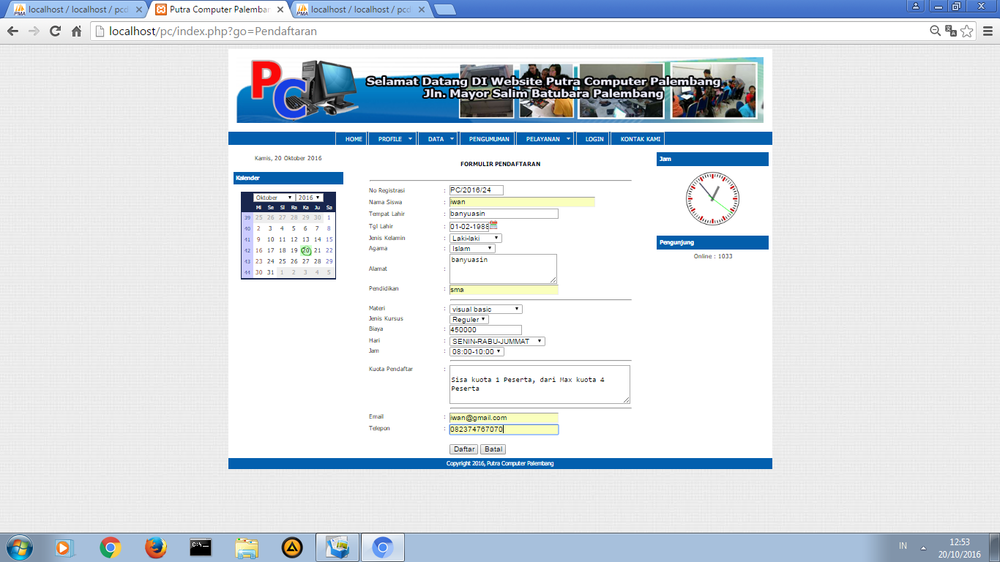 localhost / localhost / pcd
Putra Computer Palemban
localhost / localhost / pcd
localhost/pc/index.php?go=Pendaftaran
PC
Selamat Datang DI Website Putra Computer Palembang
Jln. Mayor Salim Batubara Palembang
HOME PROFILE DATA PENGUMUMAN PELAYANAN LOGIN KONTAK KAMI
Kamis, 20 Oktober 2016
Kalender
Oktober 2016
Mi Se Sl Ra Ka Ju Sa
39 25 26 27 28 29 30 1
40 2 3 4 5 6 7 8
41 9 10 11 12 13 14 15
42 16 17 18 19 20 21 22
43 23 24 25 26 27 28 29
44 30 31 1 2 3 4 5
FORMULIR PENDAFTARAN
No Registrasi : PC/2016/24
Nama Siswa : iwan
Tempat Lahir : banyuasin
Tgl Lahir : 01-02-1988
Jenis Kelamin : Laki-laki
Agama : Islam
Alamat : banyuasin
Pendidikan : sma
Materi : visual basic
Jenis Kursus : Reguler
Biaya : 450000
Hari : SENIN-RABU-JUMMAT
Jam : 08:00-10:00
Kuota Pendaftar : Sisa kuota 1 Peserta, dari Max kuota 4
Peserta
Email : iwan@gmail.com
Telepon : 082374767070
Daftar Batal
Jam
Pengunjung
Online : 1033
Copyright 2016, Putra Computer Palembang
IN
12:53
20/10/2016